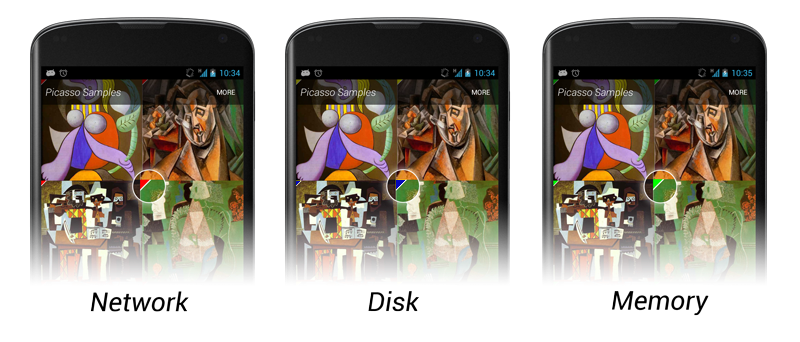 10:34
Picasso Samples MORE
Network
10:34
Picasso Samples MORE
Disk
10:35
Picasso Samples MORE
Memory